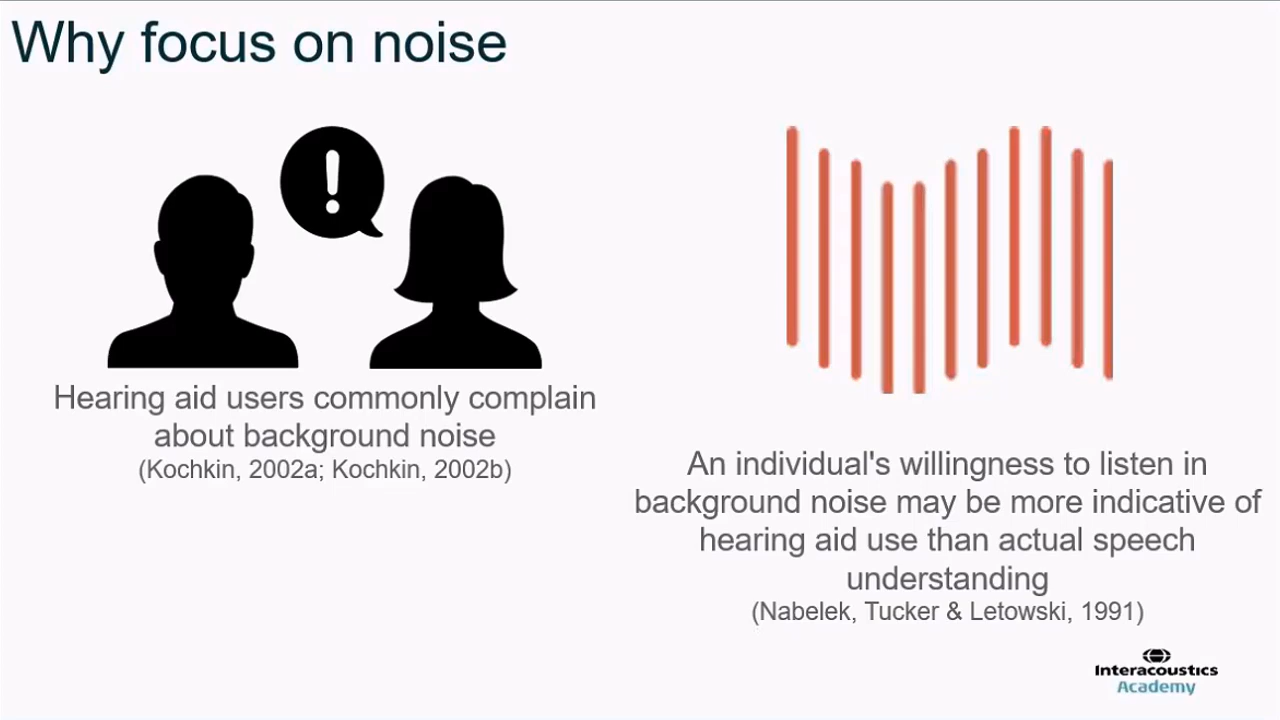 Why focus on noise
!
Hearing aid users commonly complain
about background noise
(Kochkin, 2002a; Kochkin, 2002b)
An individual's willingness to listen in
background noise may be more indicative of
hearing aid use than actual speech
understanding
(Nabelek, Tucker & Letowski, 1991)
Interacoustics
Academy